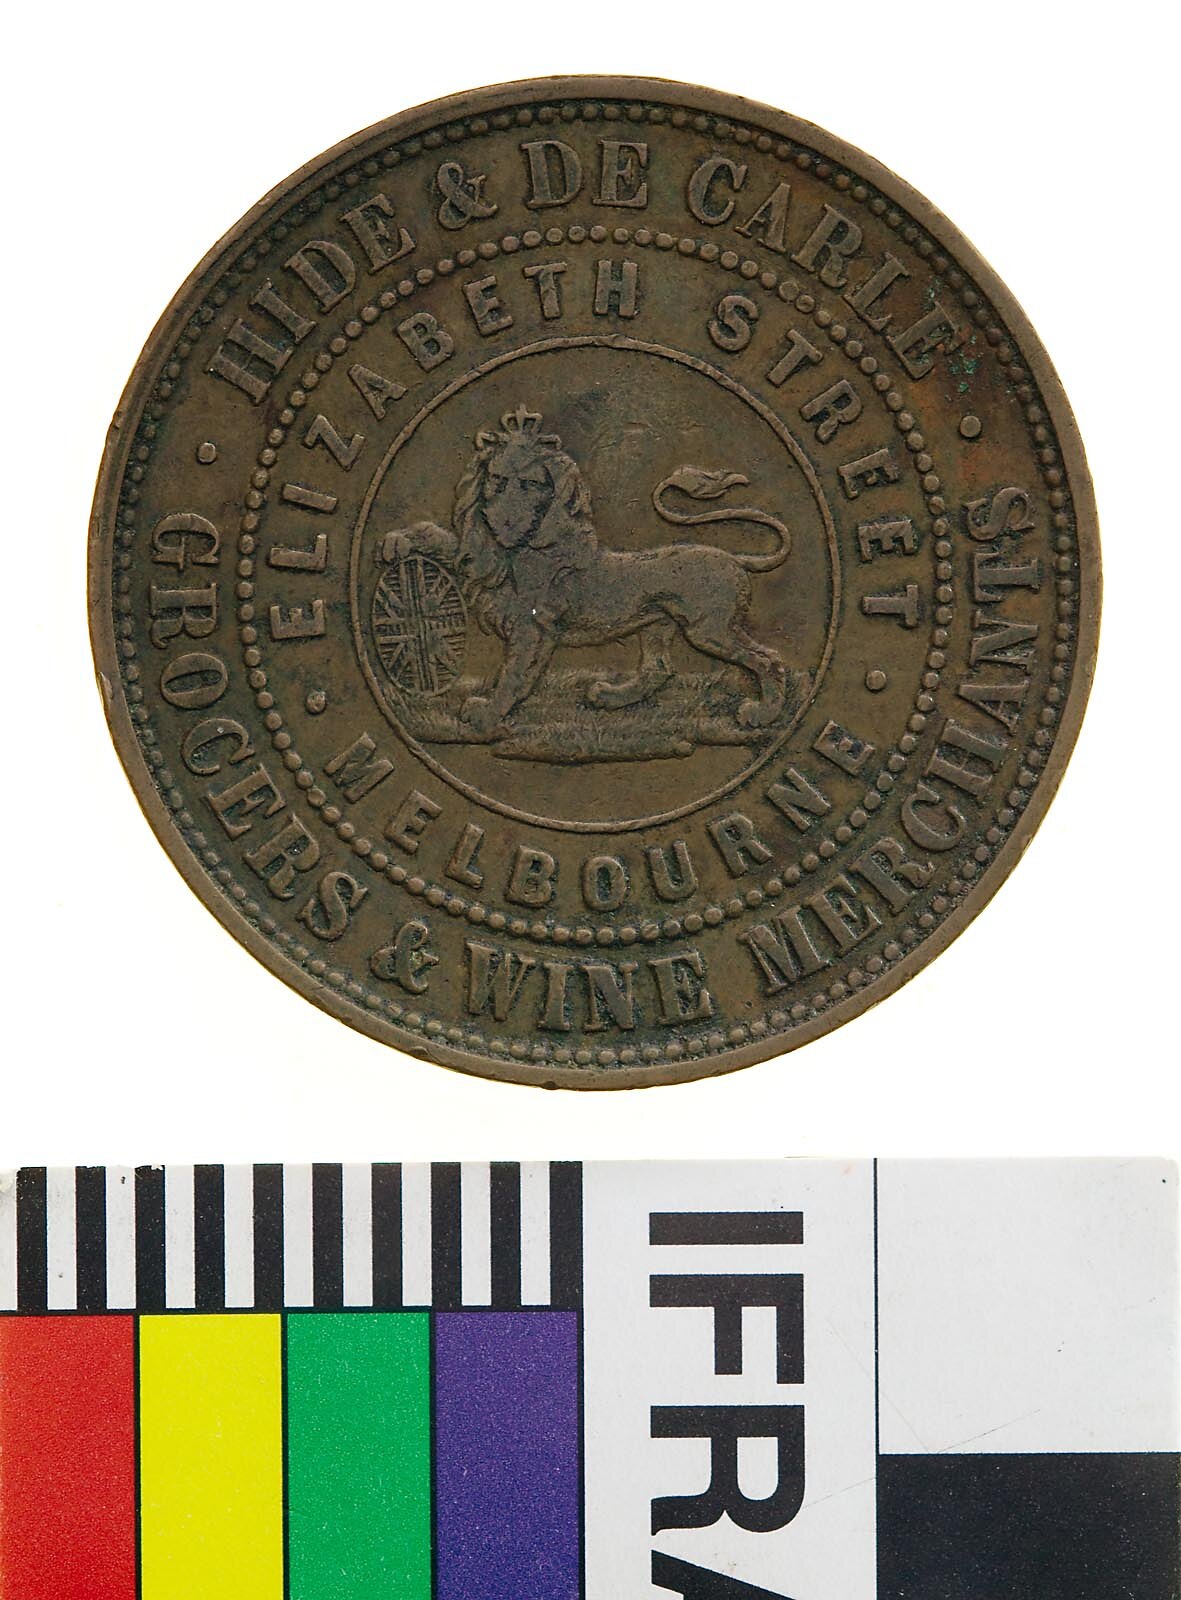 HIDE & DE CARLE
GROCERS & WINE MERCHANTS
ELIZABETH STREET
MELBOURNE
IFRA